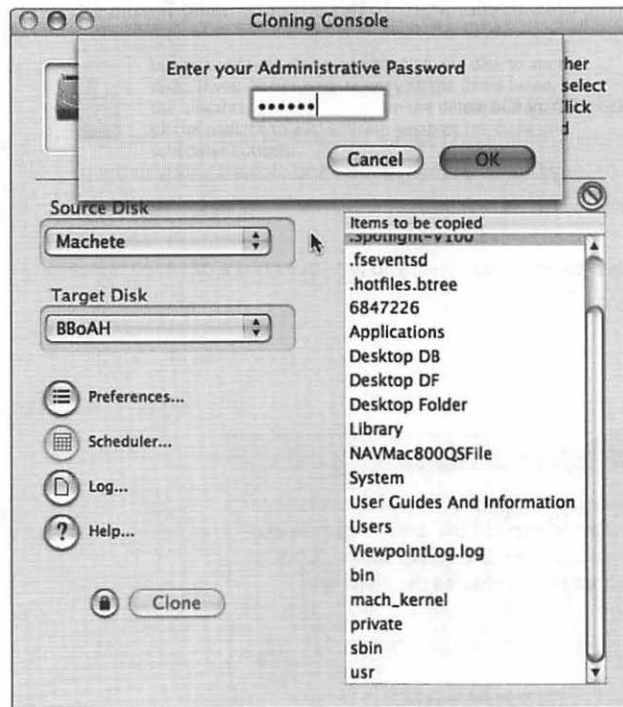 Cloning Console
Enter your Administrative Password
••••••
Cancel
OK
her
select
lick
Source Disk
Machete
Target Disk
BBoAH
Preferences...
Scheduler...
Log...
Help...
Clone
Items to be copied
.Spotlight-V100
.fseventsd
.hotfiles.btree
6847226
Applications
Desktop DB
Desktop DF
Desktop Folder
Library
NAVMac800QSFile
System
User Guides And Information
Users
ViewpointLog.log
bin
mach_kernel
private
sbin
usr